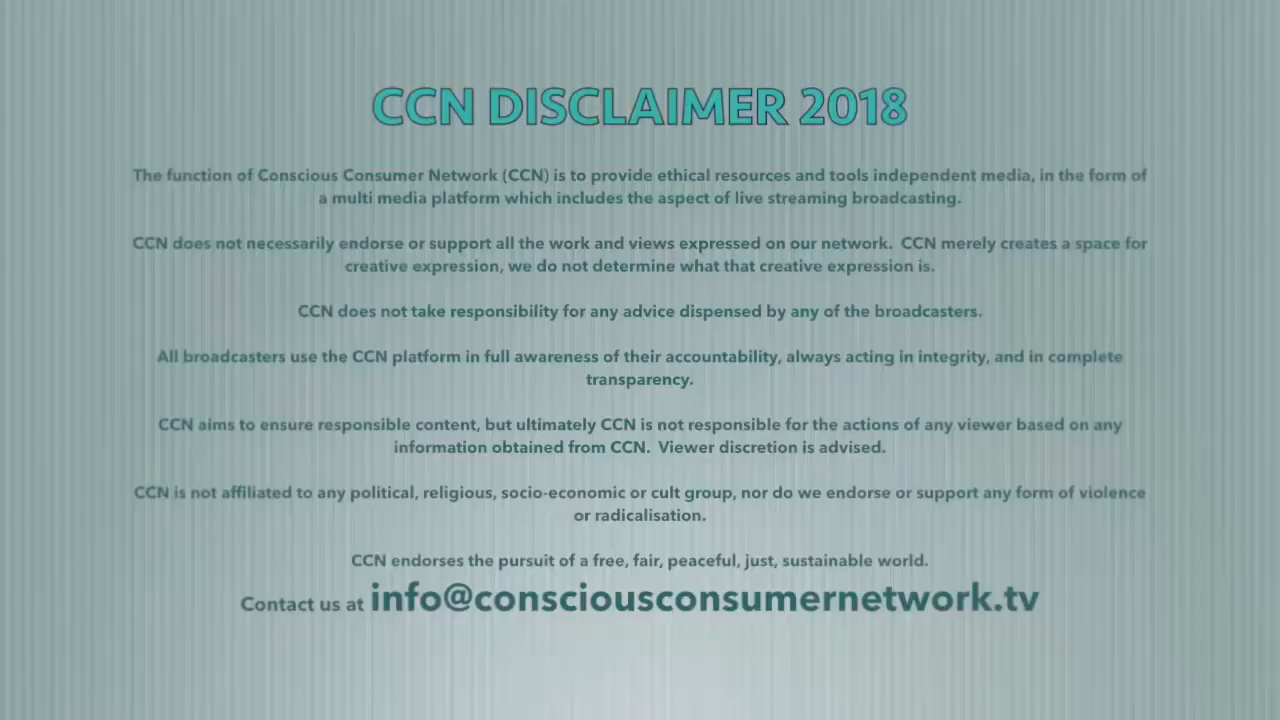 CCN DISCLAIMER 2018
The function of Conscious Consumer Network (CCN) is to provide ethical resources and tools independent media, in the form of
a multi media platform which includes the aspect of live streaming broadcasting.
CCN does not necessarily endorse or support all the work and views expressed on our network.  CCN merely creates a space for
creative expression, we do not determine what that creative expression is.
CCN does not take responsibility for any advice dispensed by any of the broadcasters.
All broadcasters use the CCN platform in full awareness of their accountability, always acting in integrity, and in complete
transparency.
CCN aims to ensure responsible content, but ultimately CCN is not responsible for the actions of any viewer based on any
information obtained from CCN.  Viewer discretion is advised.
CCN is not affiliated to any political, religious, socio-economic or cult group, nor do we endorse or support any form of violence
or radicalisation.
CCN endorses the pursuit of a free, fair, peaceful, just, sustainable world.
Contact us at info@consciousconsumernetwork.tv